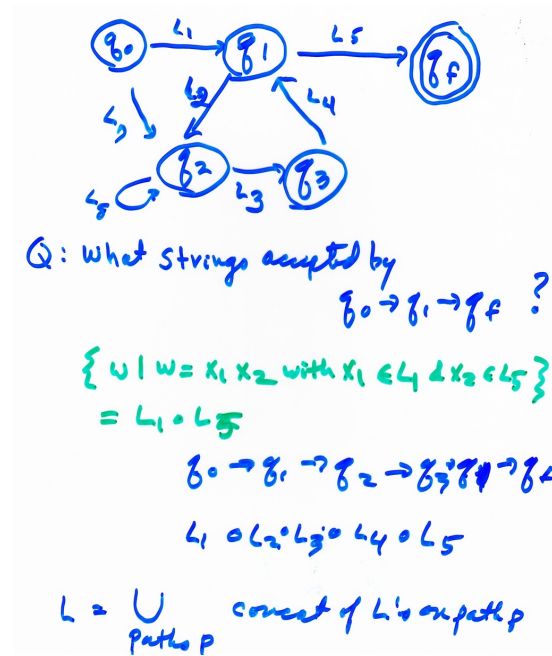 q0 L1 q1 L5 qf
L2 L4
q2 L3 q3
Q: What strings accepted by
q0 → q1 → qf ?
{ w | w = x1 x2 with x1 ∈ L1 & x2 ∈ L5 }
= L1 ∘ L5
q0 → q1 → q2 → q3 → q1 → qf
L1 ∘ L2 ∘ L3 ∘ L4 ∘ L5
L = ∪ concat of L's on path p
paths p